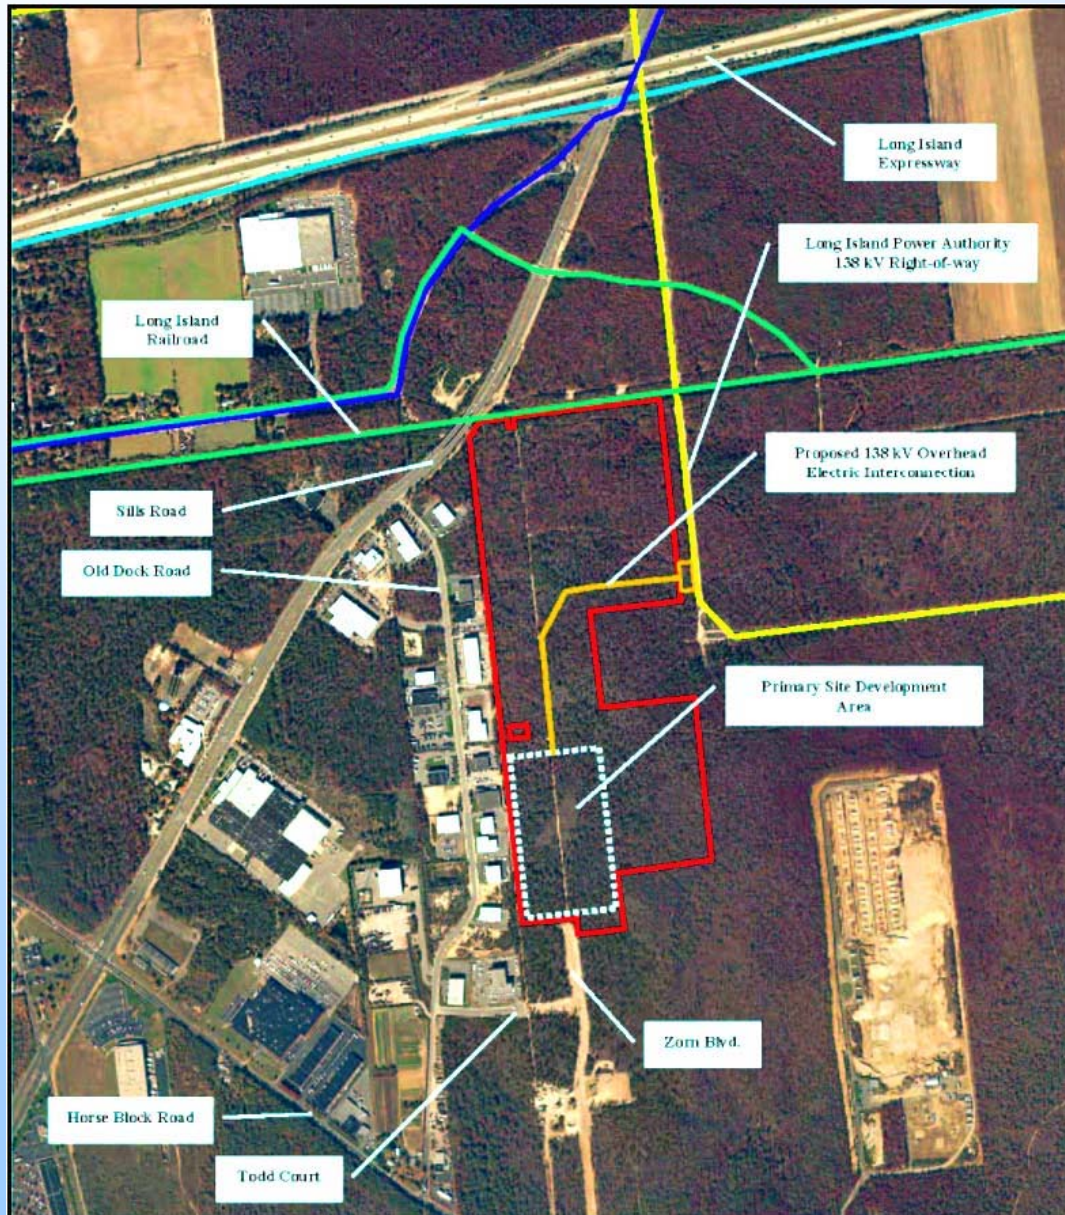 Long Island
Expressway
Long Island Power Authority
138 kV Right-of-way
Long Island
Railroad
Proposed 138 kV Overhead
Electric Interconnection
Sills Road
Old Dock Road
Primary Site Development
Area
Zorn Blvd.
Horse Block Road
Todd Court